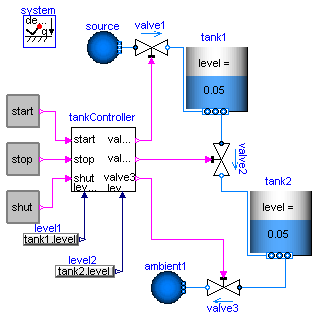 system
de...
q
source
valve1
tank1
level =
0.05
start
stop
shut
tankController
start
stop
shut
le...
val...
val...
valve3
lev...
valve2
level1
tank1.level
level2
tank2.level
tank2
level =
0.05
ambient1
valve3